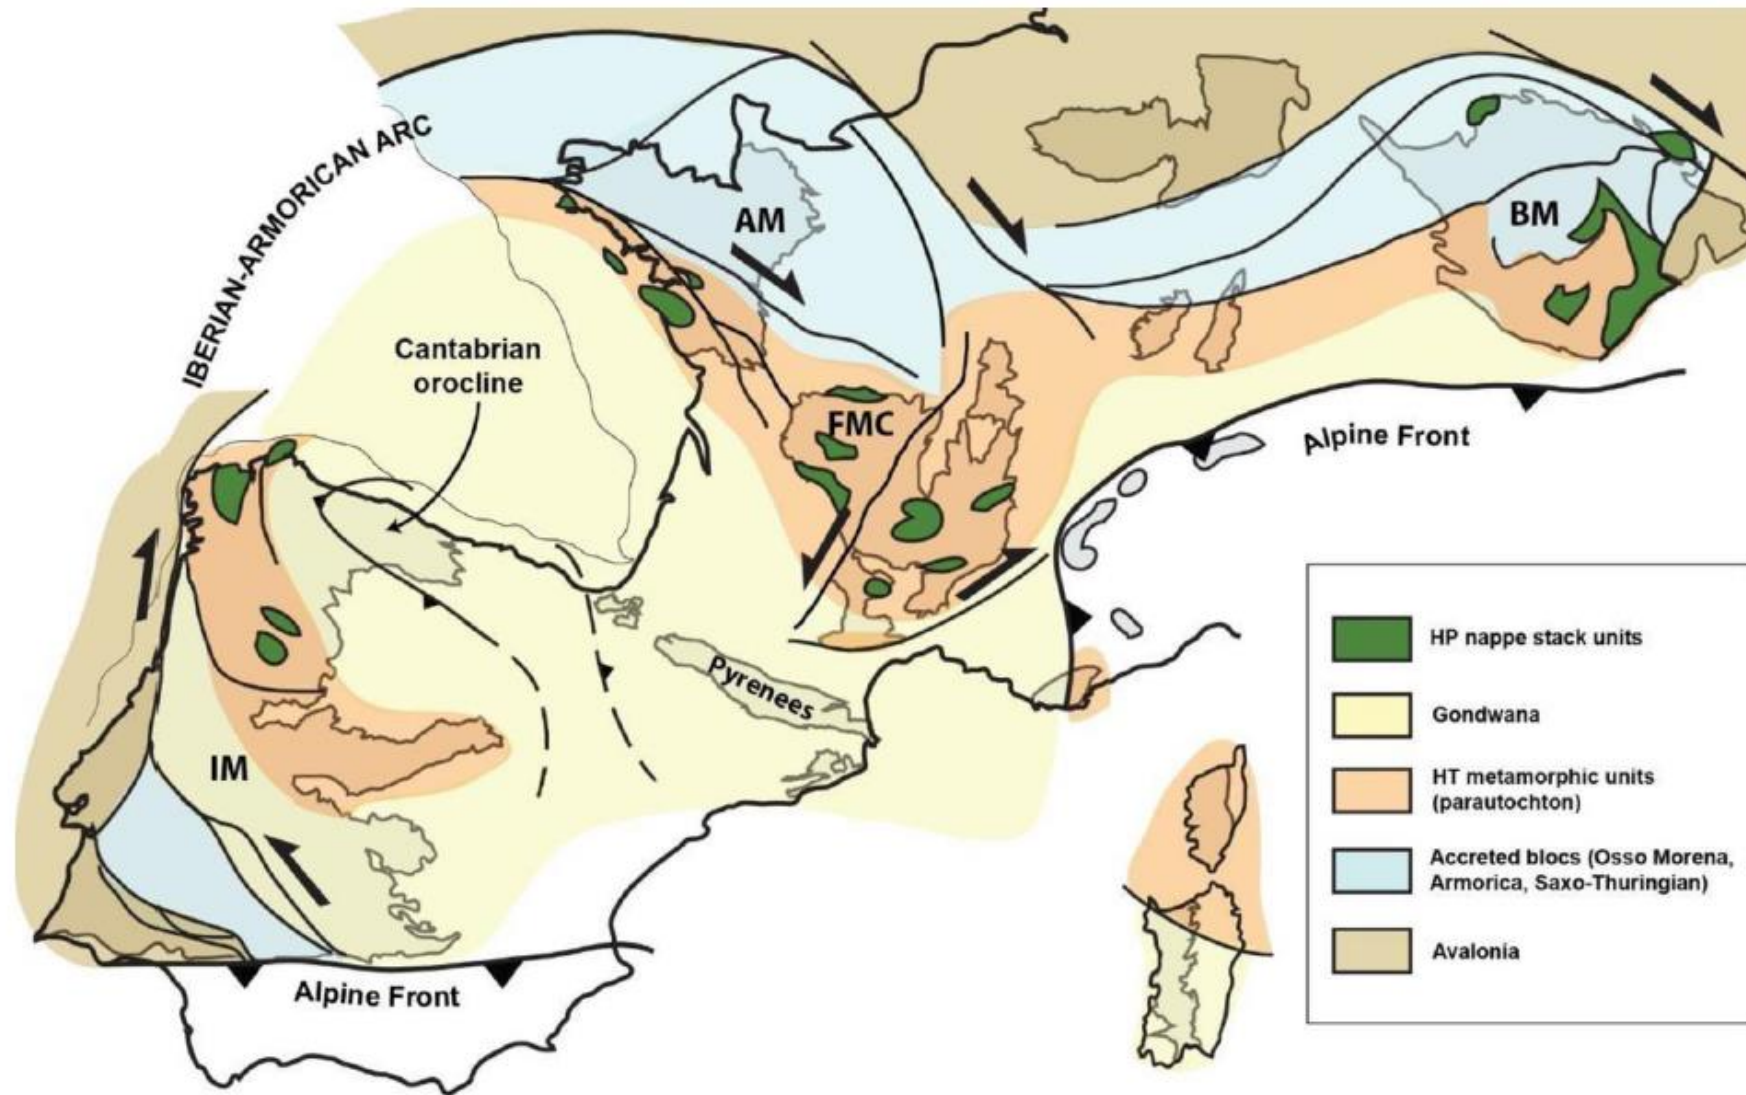 IBERIAN-ARMORICAN ARC
AM
BM
Cantabrian
orocline
FMC
Alpine Front
Pyrenees
IM
Alpine Front
HP nappe stack units
Gondwana
HT metamorphic units
(parautochton)
Accreted blocs (Osso Morena,
Armorica, Saxo-Thuringian)
Avalonia